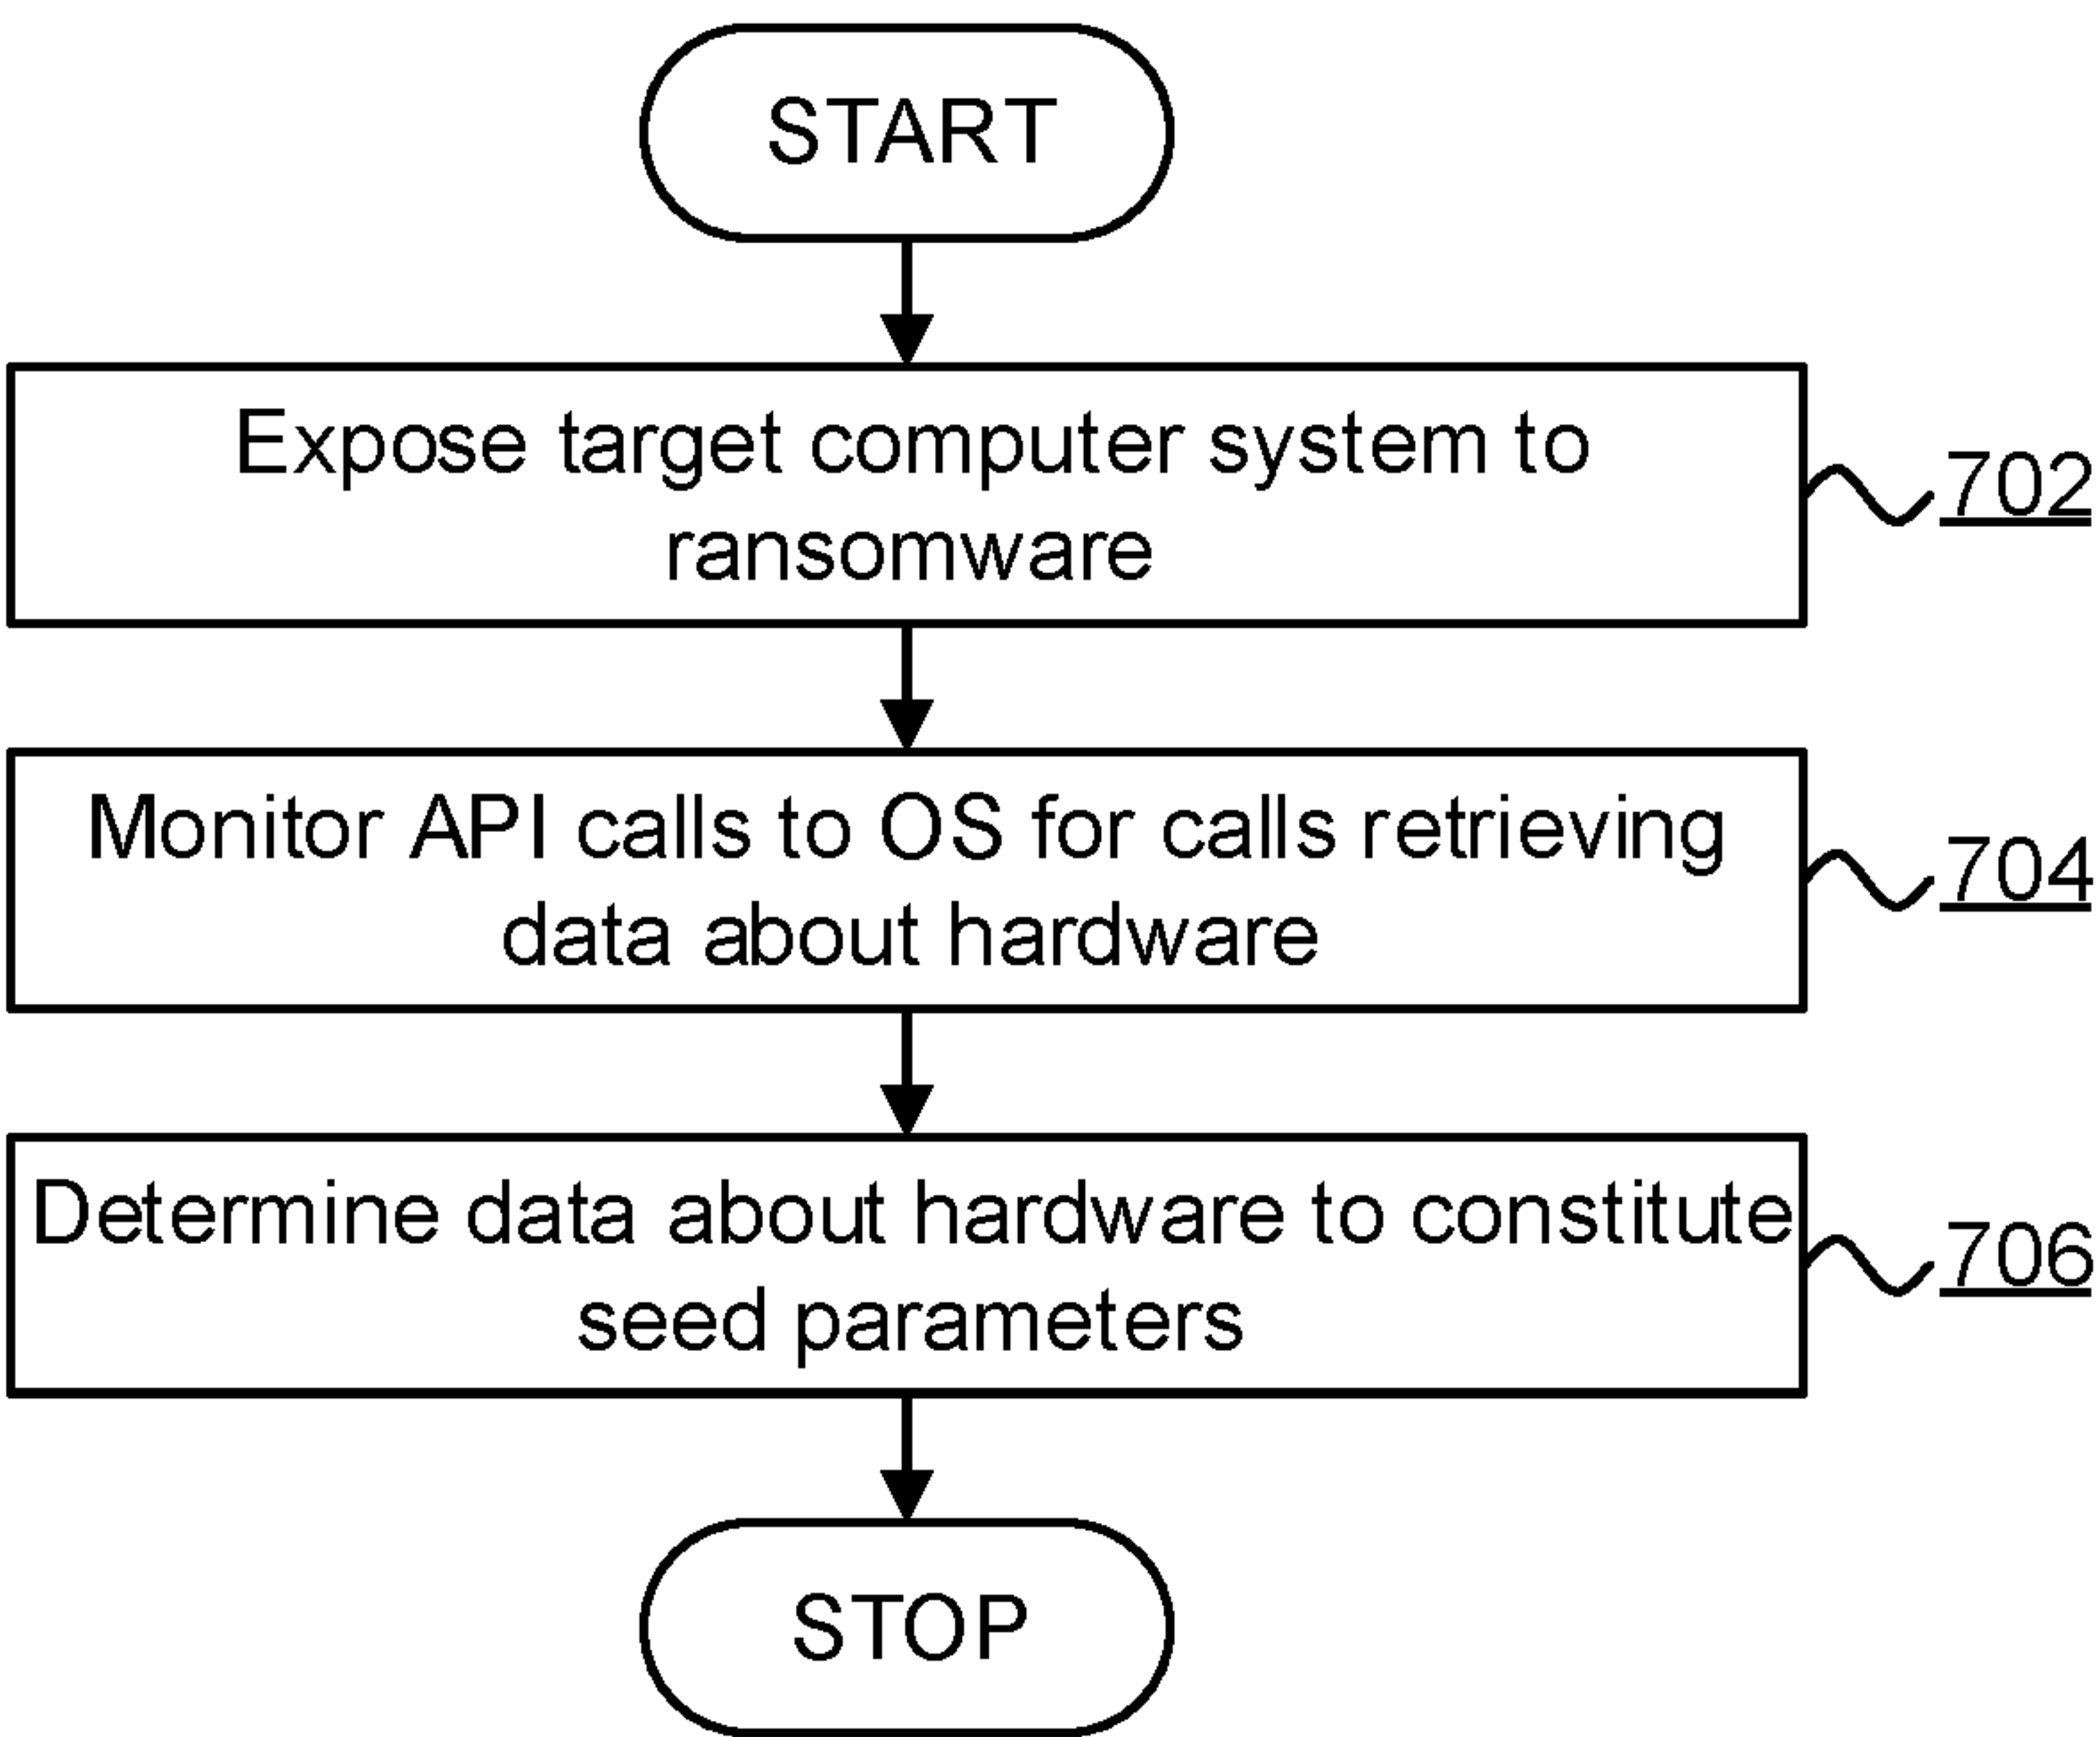 START
Expose target computer system to
ransomware
702
Monitor API calls to OS for calls retrieving
data about hardware
704
Determine data about hardware to constitute
seed parameters
706
STOP